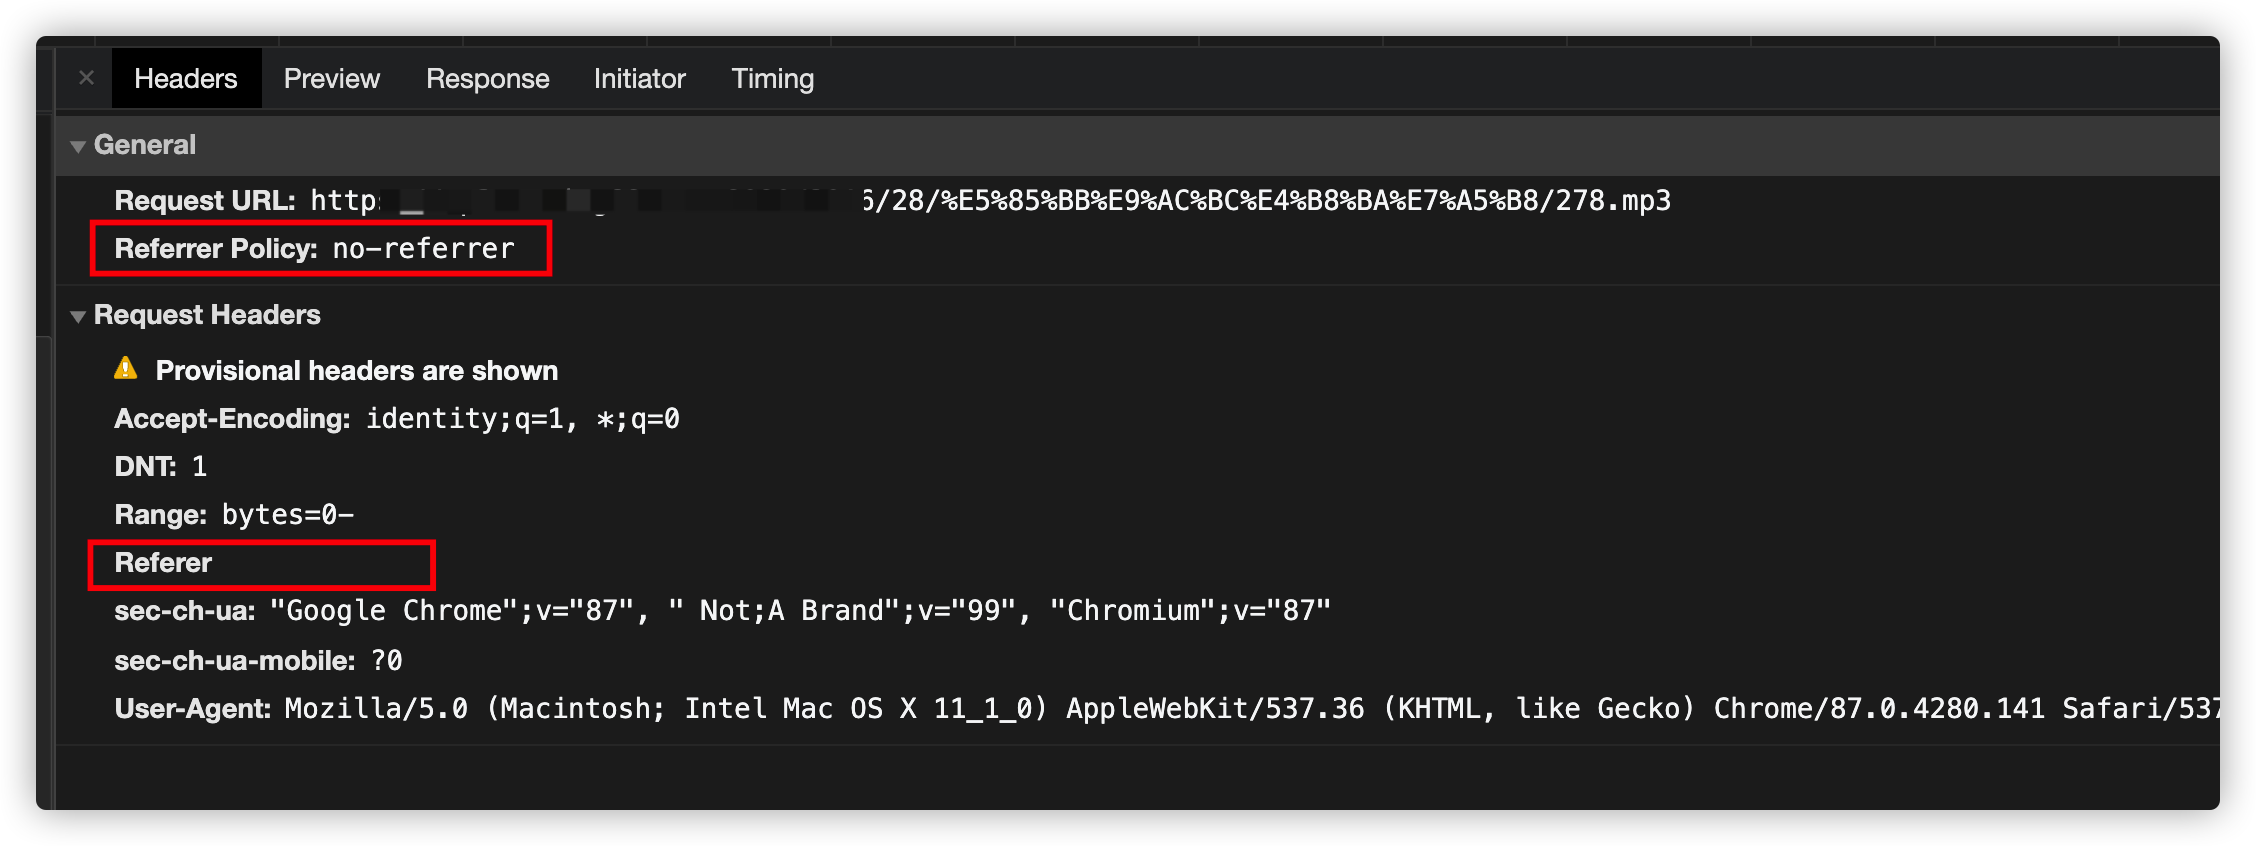 × Headers Preview Response Initiator Timing
General
Request URL: http: 6/28/%E5%85%BB%E9%AC%BC%E4%B8%BA%E7%A5%B8/278.mp3
Referrer Policy: no-referrer
Request Headers
Provisional headers are shown
Accept-Encoding: identity;q=1, *;q=0
DNT: 1
Range: bytes=0-
Referer
sec-ch-ua: "Google Chrome";v="87", " Not;A Brand";v="99", "Chromium";v="87"
sec-ch-ua-mobile: ?0
User-Agent: Mozilla/5.0 (Macintosh; Intel Mac OS X 11_1_0) AppleWebKit/537.36 (KHTML, like Gecko) Chrome/87.0.4280.141 Safari/537